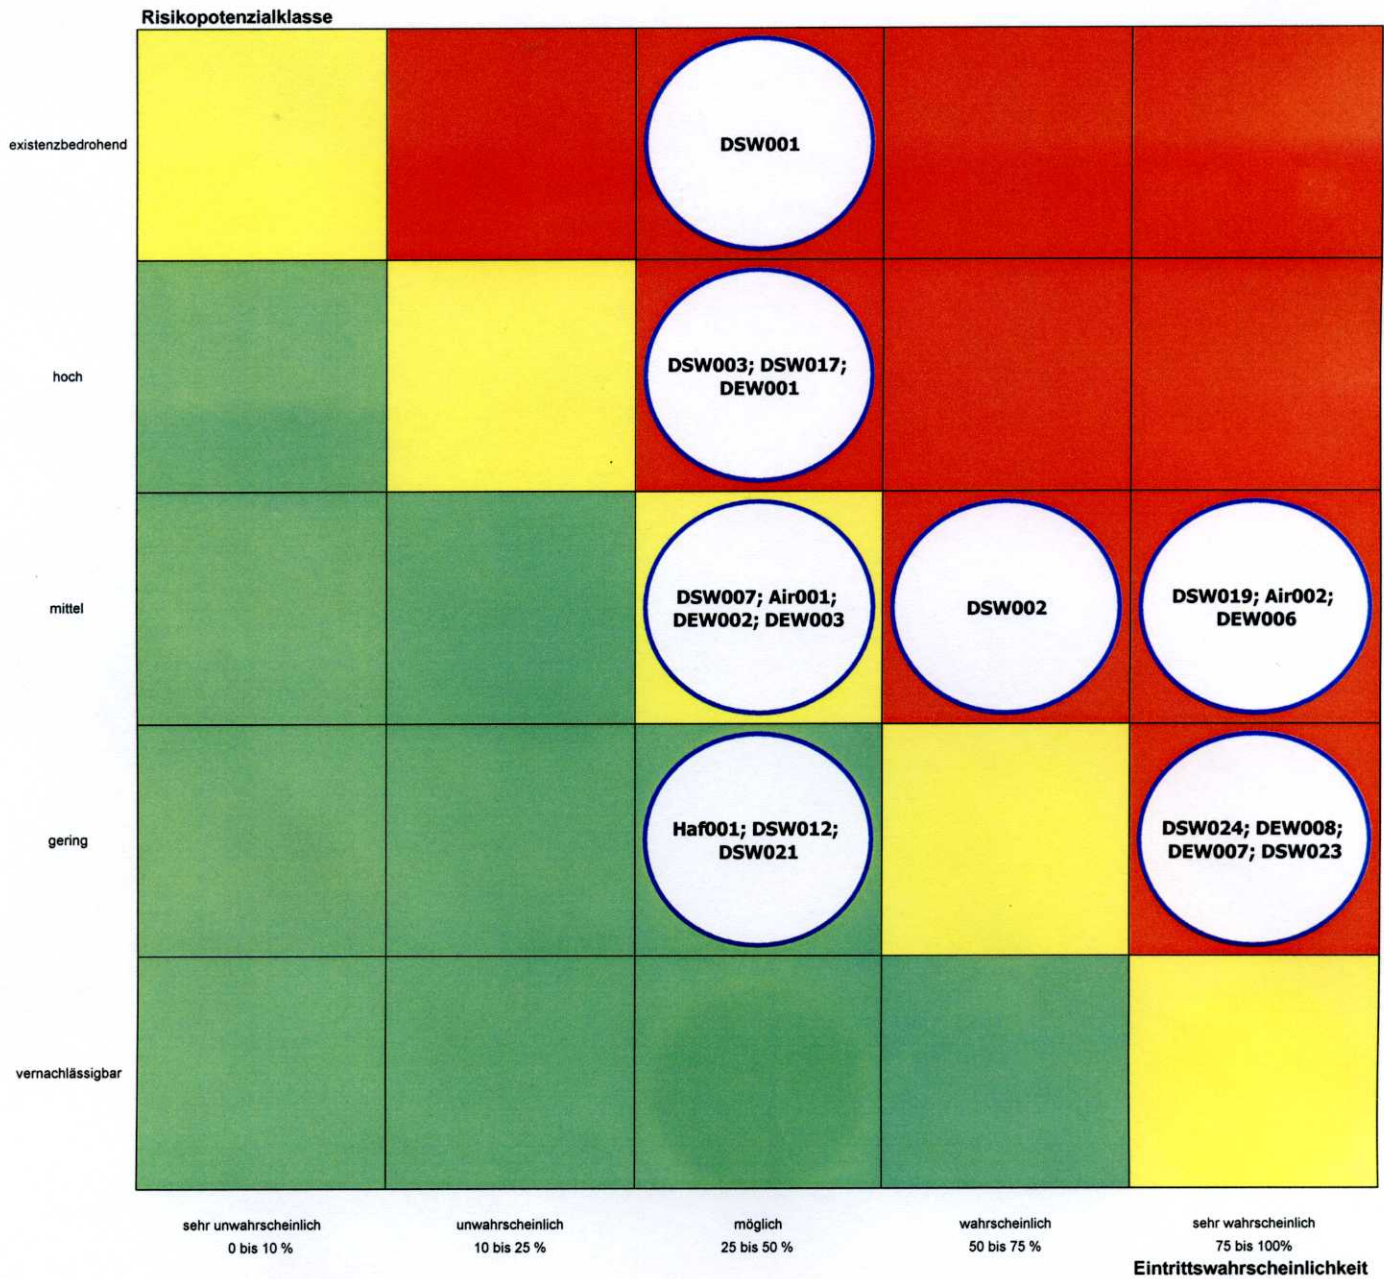 Risikopotenzialklasse
existenzbedrohend
DSW001
hoch
DSW003; DSW017;
DEW001
mittel
DSW007; Air001;
DEW002; DEW003
DSW002
DSW019; Air002;
DEW006
gering
Haf001; DSW012;
DSW021
DSW024; DEW008;
DEW007; DSW023
vernachlässigbar
sehr unwahrscheinlich
0 bis 10 %
unwahrscheinlich
10 bis 25 %
möglich
25 bis 50 %
wahrscheinlich
50 bis 75 %
sehr wahrscheinlich
75 bis 100%
Eintrittswahrscheinlichkeit